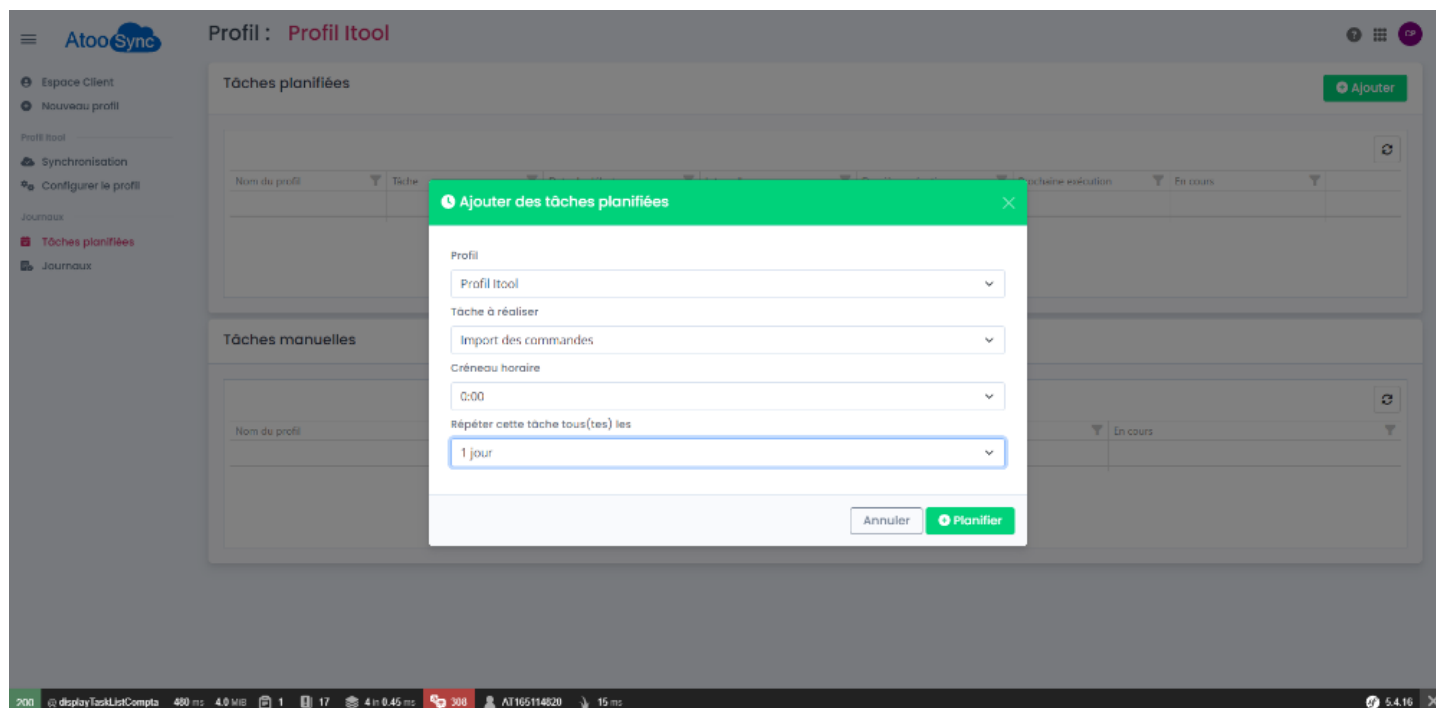 AtooSync
Profil : Profil Itool
CP
Espace Client
Nouveau profil
Profil Itool
Synchronisation
Configurer le profil
Journaux
Tâches planifiées
Journaux
Tâches planifiées
Ajouter
Nom du profil Tâche Prochaine exécution En cours
Ajouter des tâches planifiées
Profil
Profil Itool
Tâche à réaliser
Import des commandes
Créneau horaire
0:00
Répéter cette tâche tous(tes) les
1 jour
Annuler Planifier
Tâches manuelles
Nom du profil En cours
200 @ displayTaskListCompta 480 ms 4.0 MiB 1 17 4 in 0.45 ms 308 AT165114820 15 ms 5.4.16